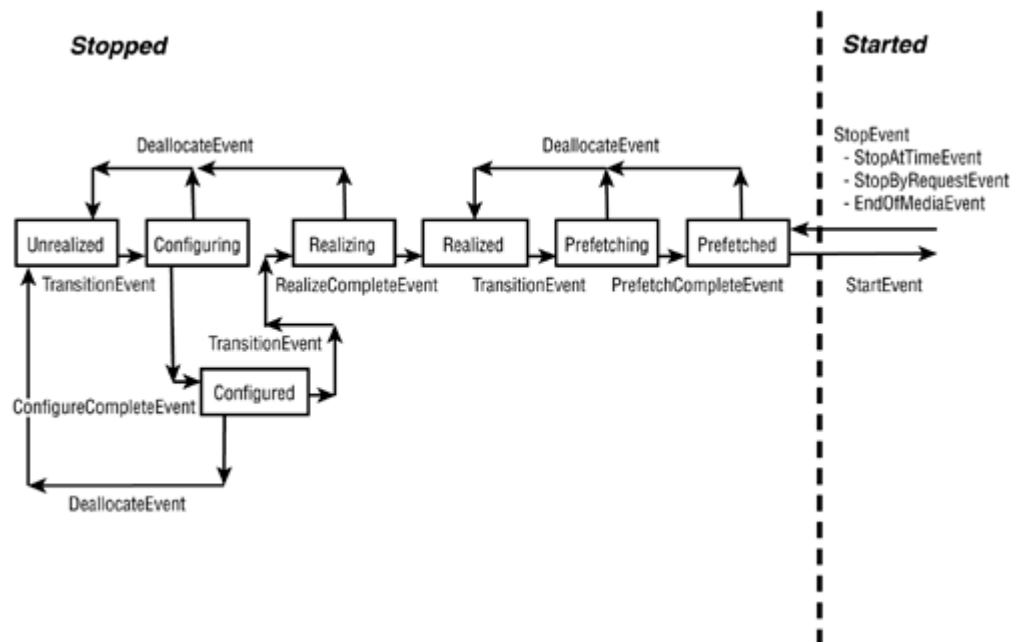 Stopped
Started
DeallocateEvent
DeallocateEvent
StopEvent
- StopAtTimeEvent
- StopByRequestEvent
- EndOfMediaEvent
Unrealized
Configuring
Realizing
Realized
Prefetching
Prefetched
TransitionEvent
RealizeCompleteEvent
TransitionEvent
PrefetchCompleteEvent
StartEvent
TransitionEvent
Configured
ConfigureCompleteEvent
DeallocateEvent